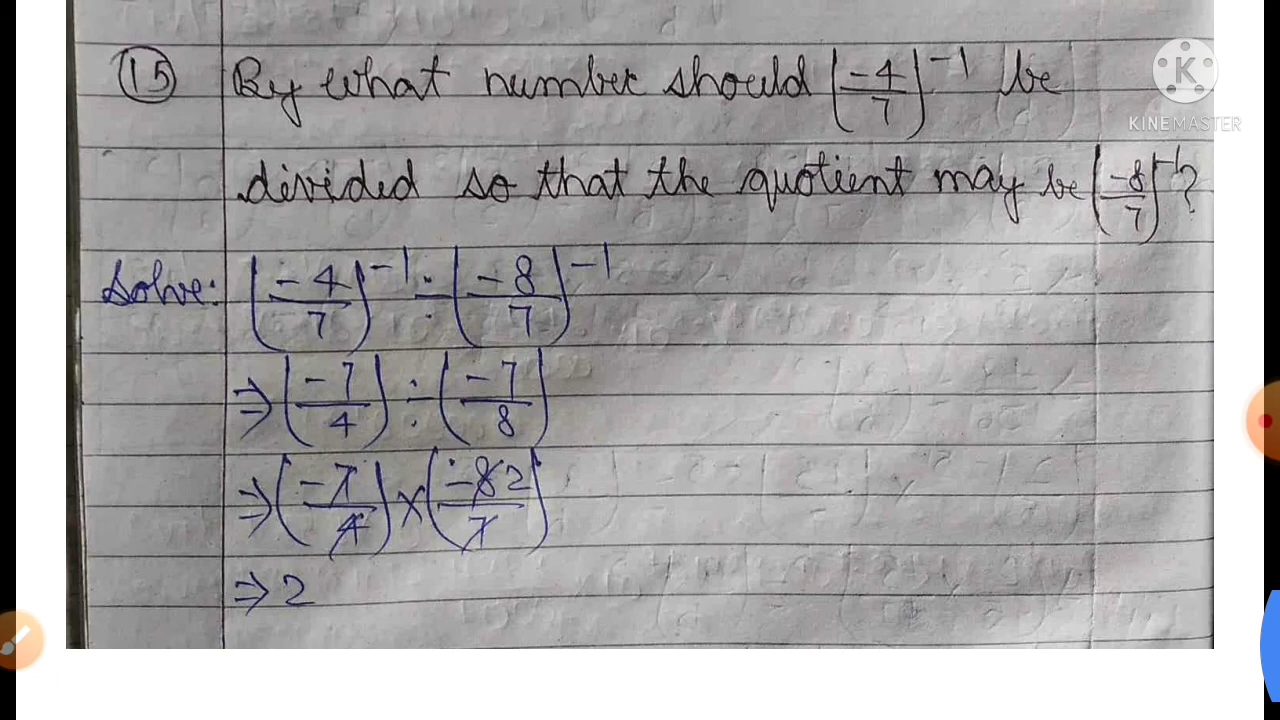 (15) By what number should (-4/7)^-1 be
divided so that the quotient may be (-8/7)^-1?
Solve: (-4/7)^-1 ÷ (-8/7)^-1
⇒ (-7/4) ÷ (-7/8)
⇒ (-7/4) × (-8 2/7)
⇒ 2
K
KINEMASTER